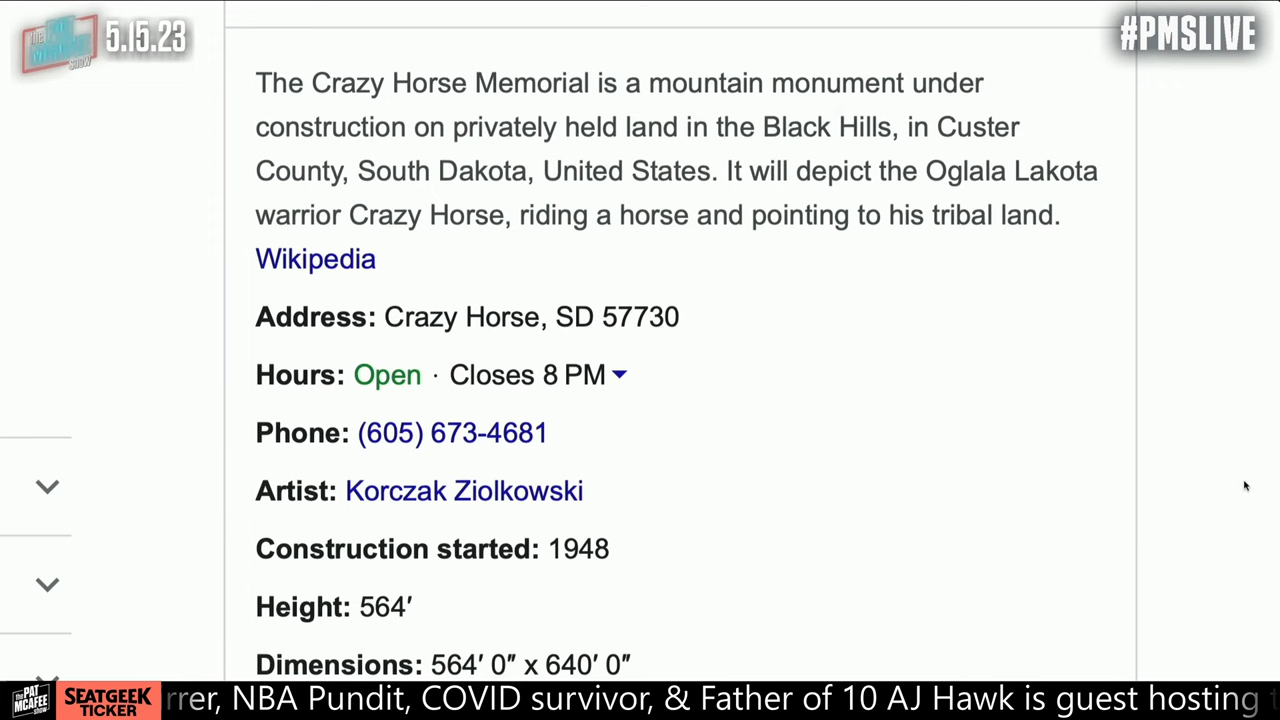 5.15.23
#PMSLIVE
The Crazy Horse Memorial is a mountain monument under
construction on privately held land in the Black Hills, in Custer
County, South Dakota, United States. It will depict the Oglala Lakota
warrior Crazy Horse, riding a horse and pointing to his tribal land.
Wikipedia
Address: Crazy Horse, SD 57730
Hours: Open · Closes 8 PM
Phone: (605) 673-4681
Artist: Korczak Ziolkowski
Construction started: 1948
Height: 564′
Dimensions: 564′ 0″ x 640′ 0″
the
PAT
MCAFEE
show
SEATGEEK
TICKER
rrer, NBA Pundit, COVID survivor, & Father of 10 AJ Hawk is guest hosting